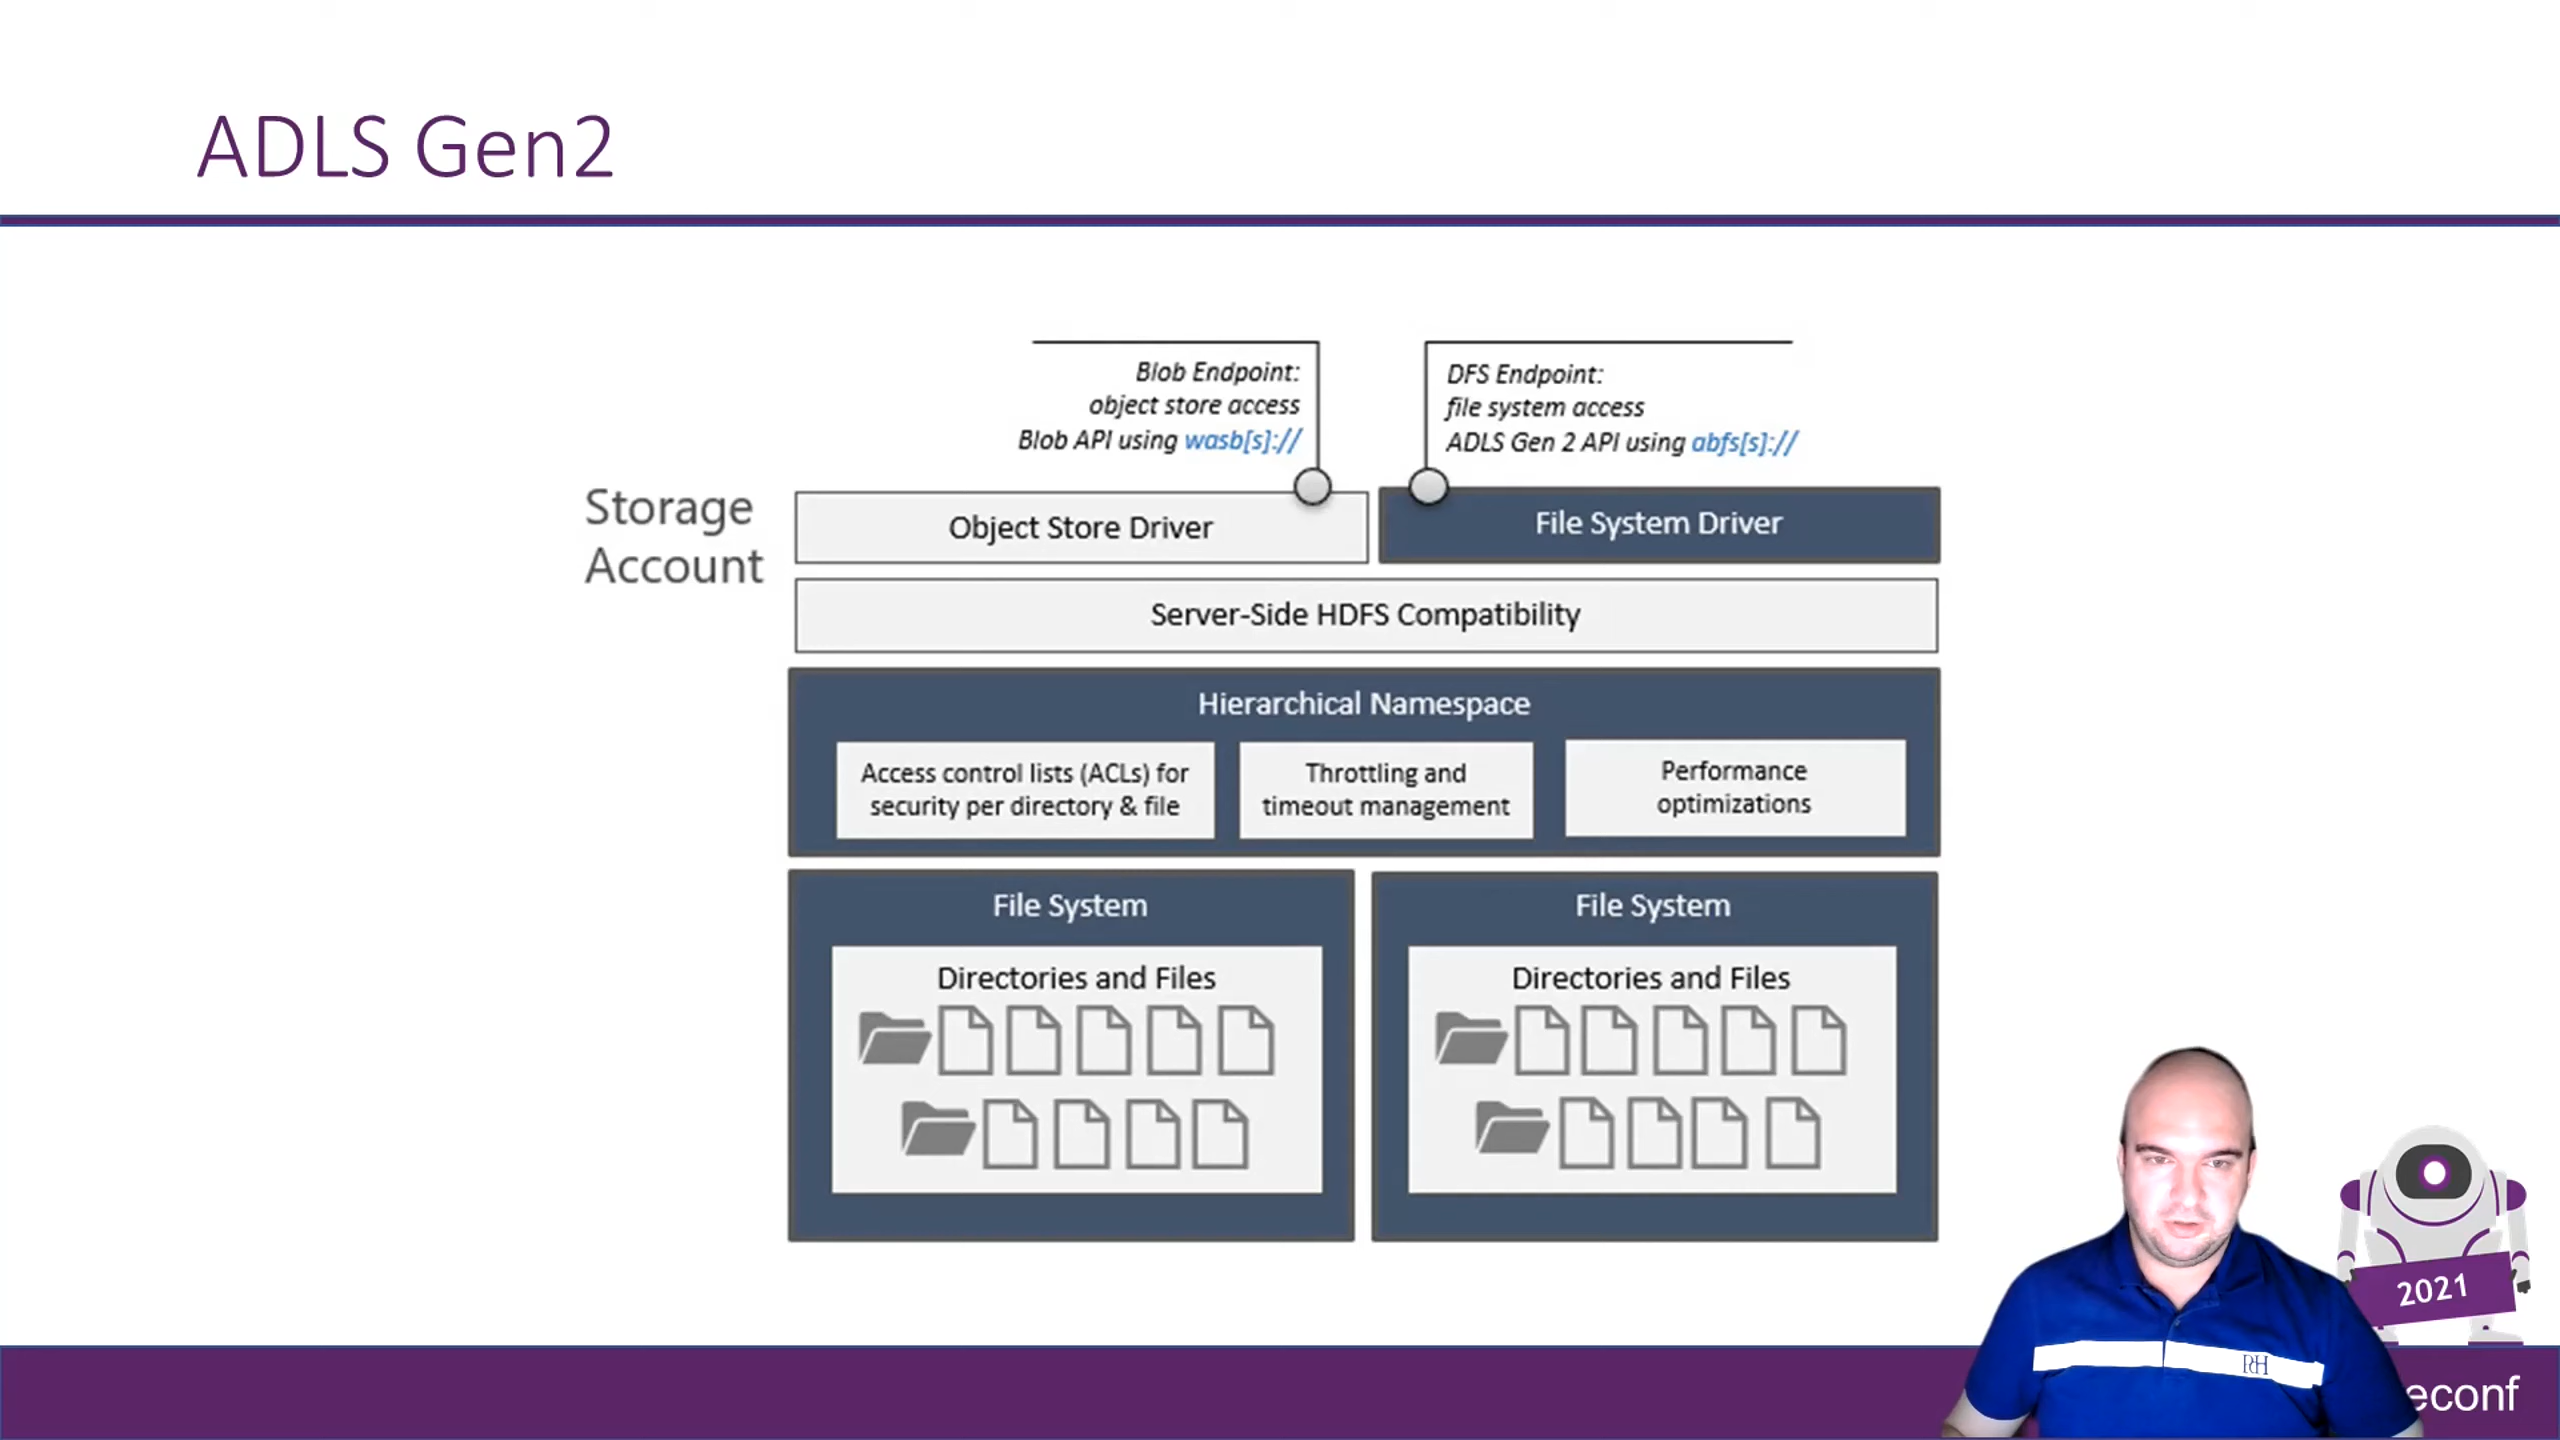 ADLS Gen2
Blob Endpoint:
object store access
Blob API using wasb[s]://
DFS Endpoint:
file system access
ADLS Gen 2 API using abfs[s]://
Storage
Account
Object Store Driver
File System Driver
Server-Side HDFS Compatibility
Hierarchical Namespace
Access control lists (ACLs) for
security per directory & file
Throttling and
timeout management
Performance
optimizations
File System
Directories and Files
File System
Directories and Files
2021
econf